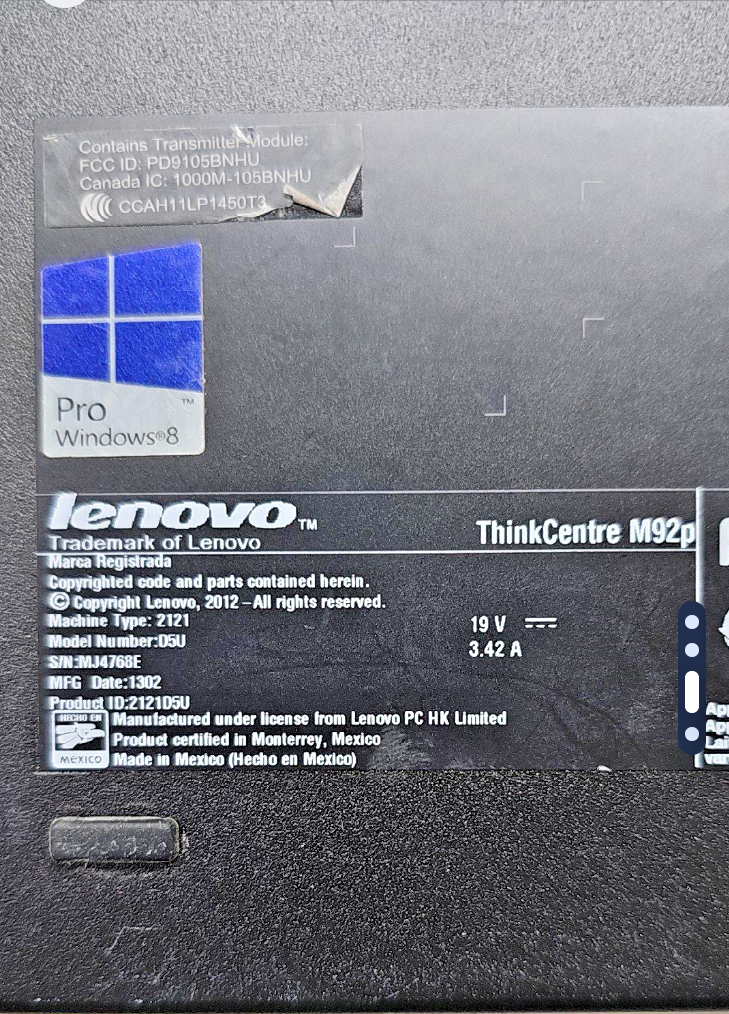 Contains Transmitter Module:
FCC ID: PD9105BNHU
Canada IC: 1000M-105BNHU
CCAH11LP1450T3
Pro ™
Windows®8
lenovo™
ThinkCentre M92p
Trademark of Lenovo
Marca Registrada
Copyrighted code and parts contained herein.
© Copyright Lenovo, 2012 – All rights reserved.
Machine Type: 2121
19 V
Model Number:D5U
3.42 A
S/N:MJ4768E
MFG Date:1302
Product ID:2121D5U
HECHO EN
MÉXICO
Manufactured under license from Lenovo PC HK Limited
Product certified in Monterrey, Mexico
Made in Mexico (Hecho en Mexico)